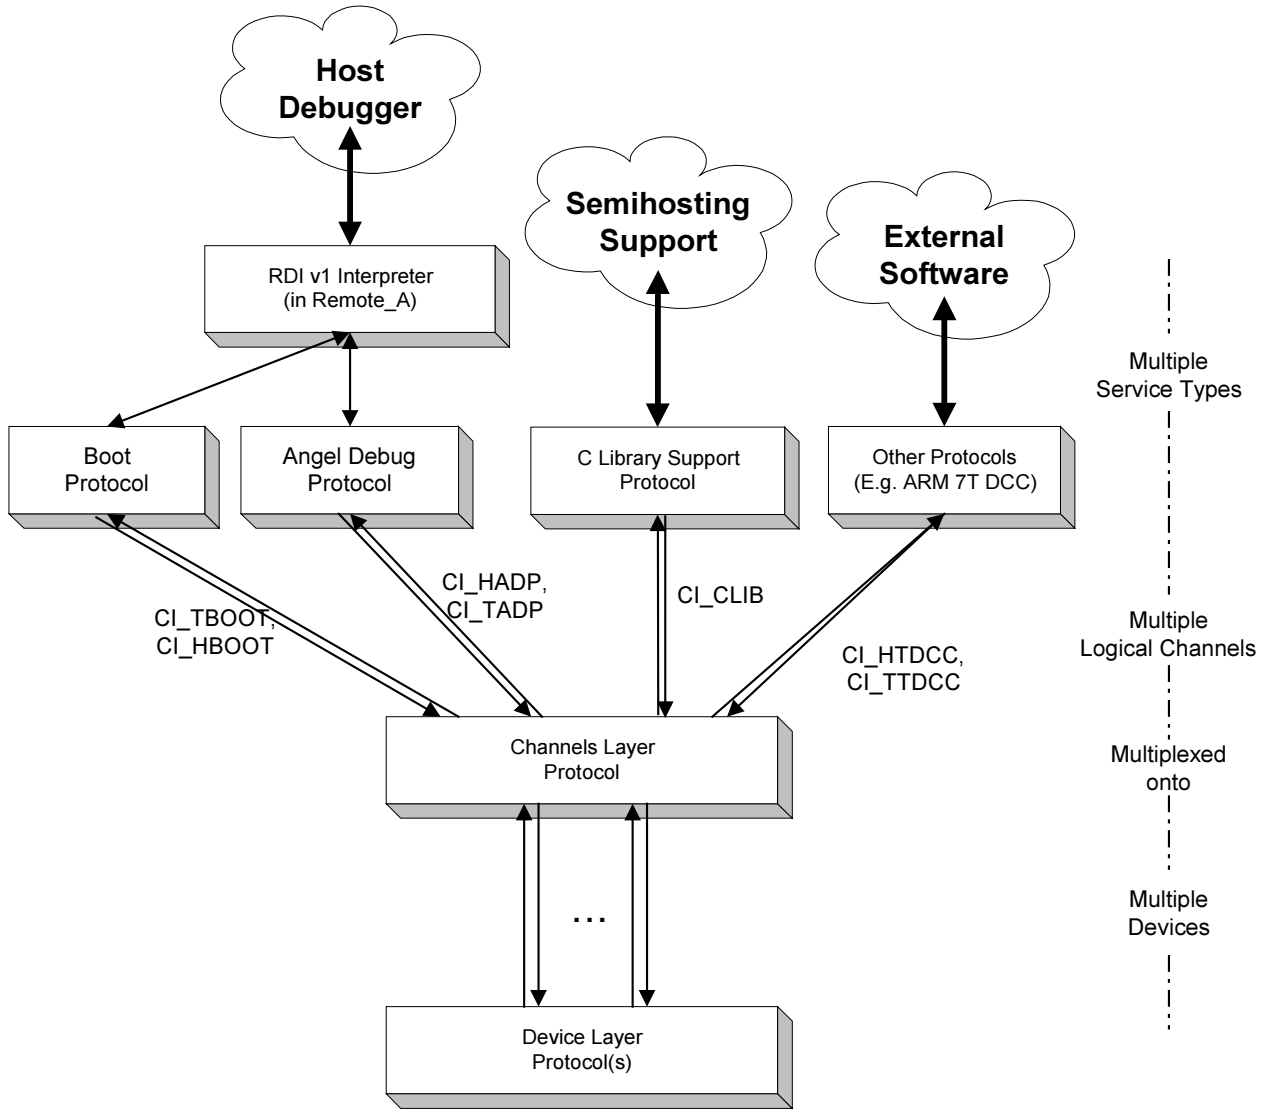 Host
Debugger
Semihosting
Support
External
Software
RDI v1 Interpreter
(in Remote_A)
Multiple
Service Types
Boot
Protocol
Angel Debug
Protocol
C Library Support
Protocol
Other Protocols
(E.g. ARM 7T DCC)
CI_TBOOT,
CI_HBOOT
CI_HADP,
CI_TADP
CI_CLIB
CI_HTDCC,
CI_TTDCC
Multiple
Logical Channels
Channels Layer
Protocol
Multiplexed
onto
...
Multiple
Devices
Device Layer
Protocol(s)